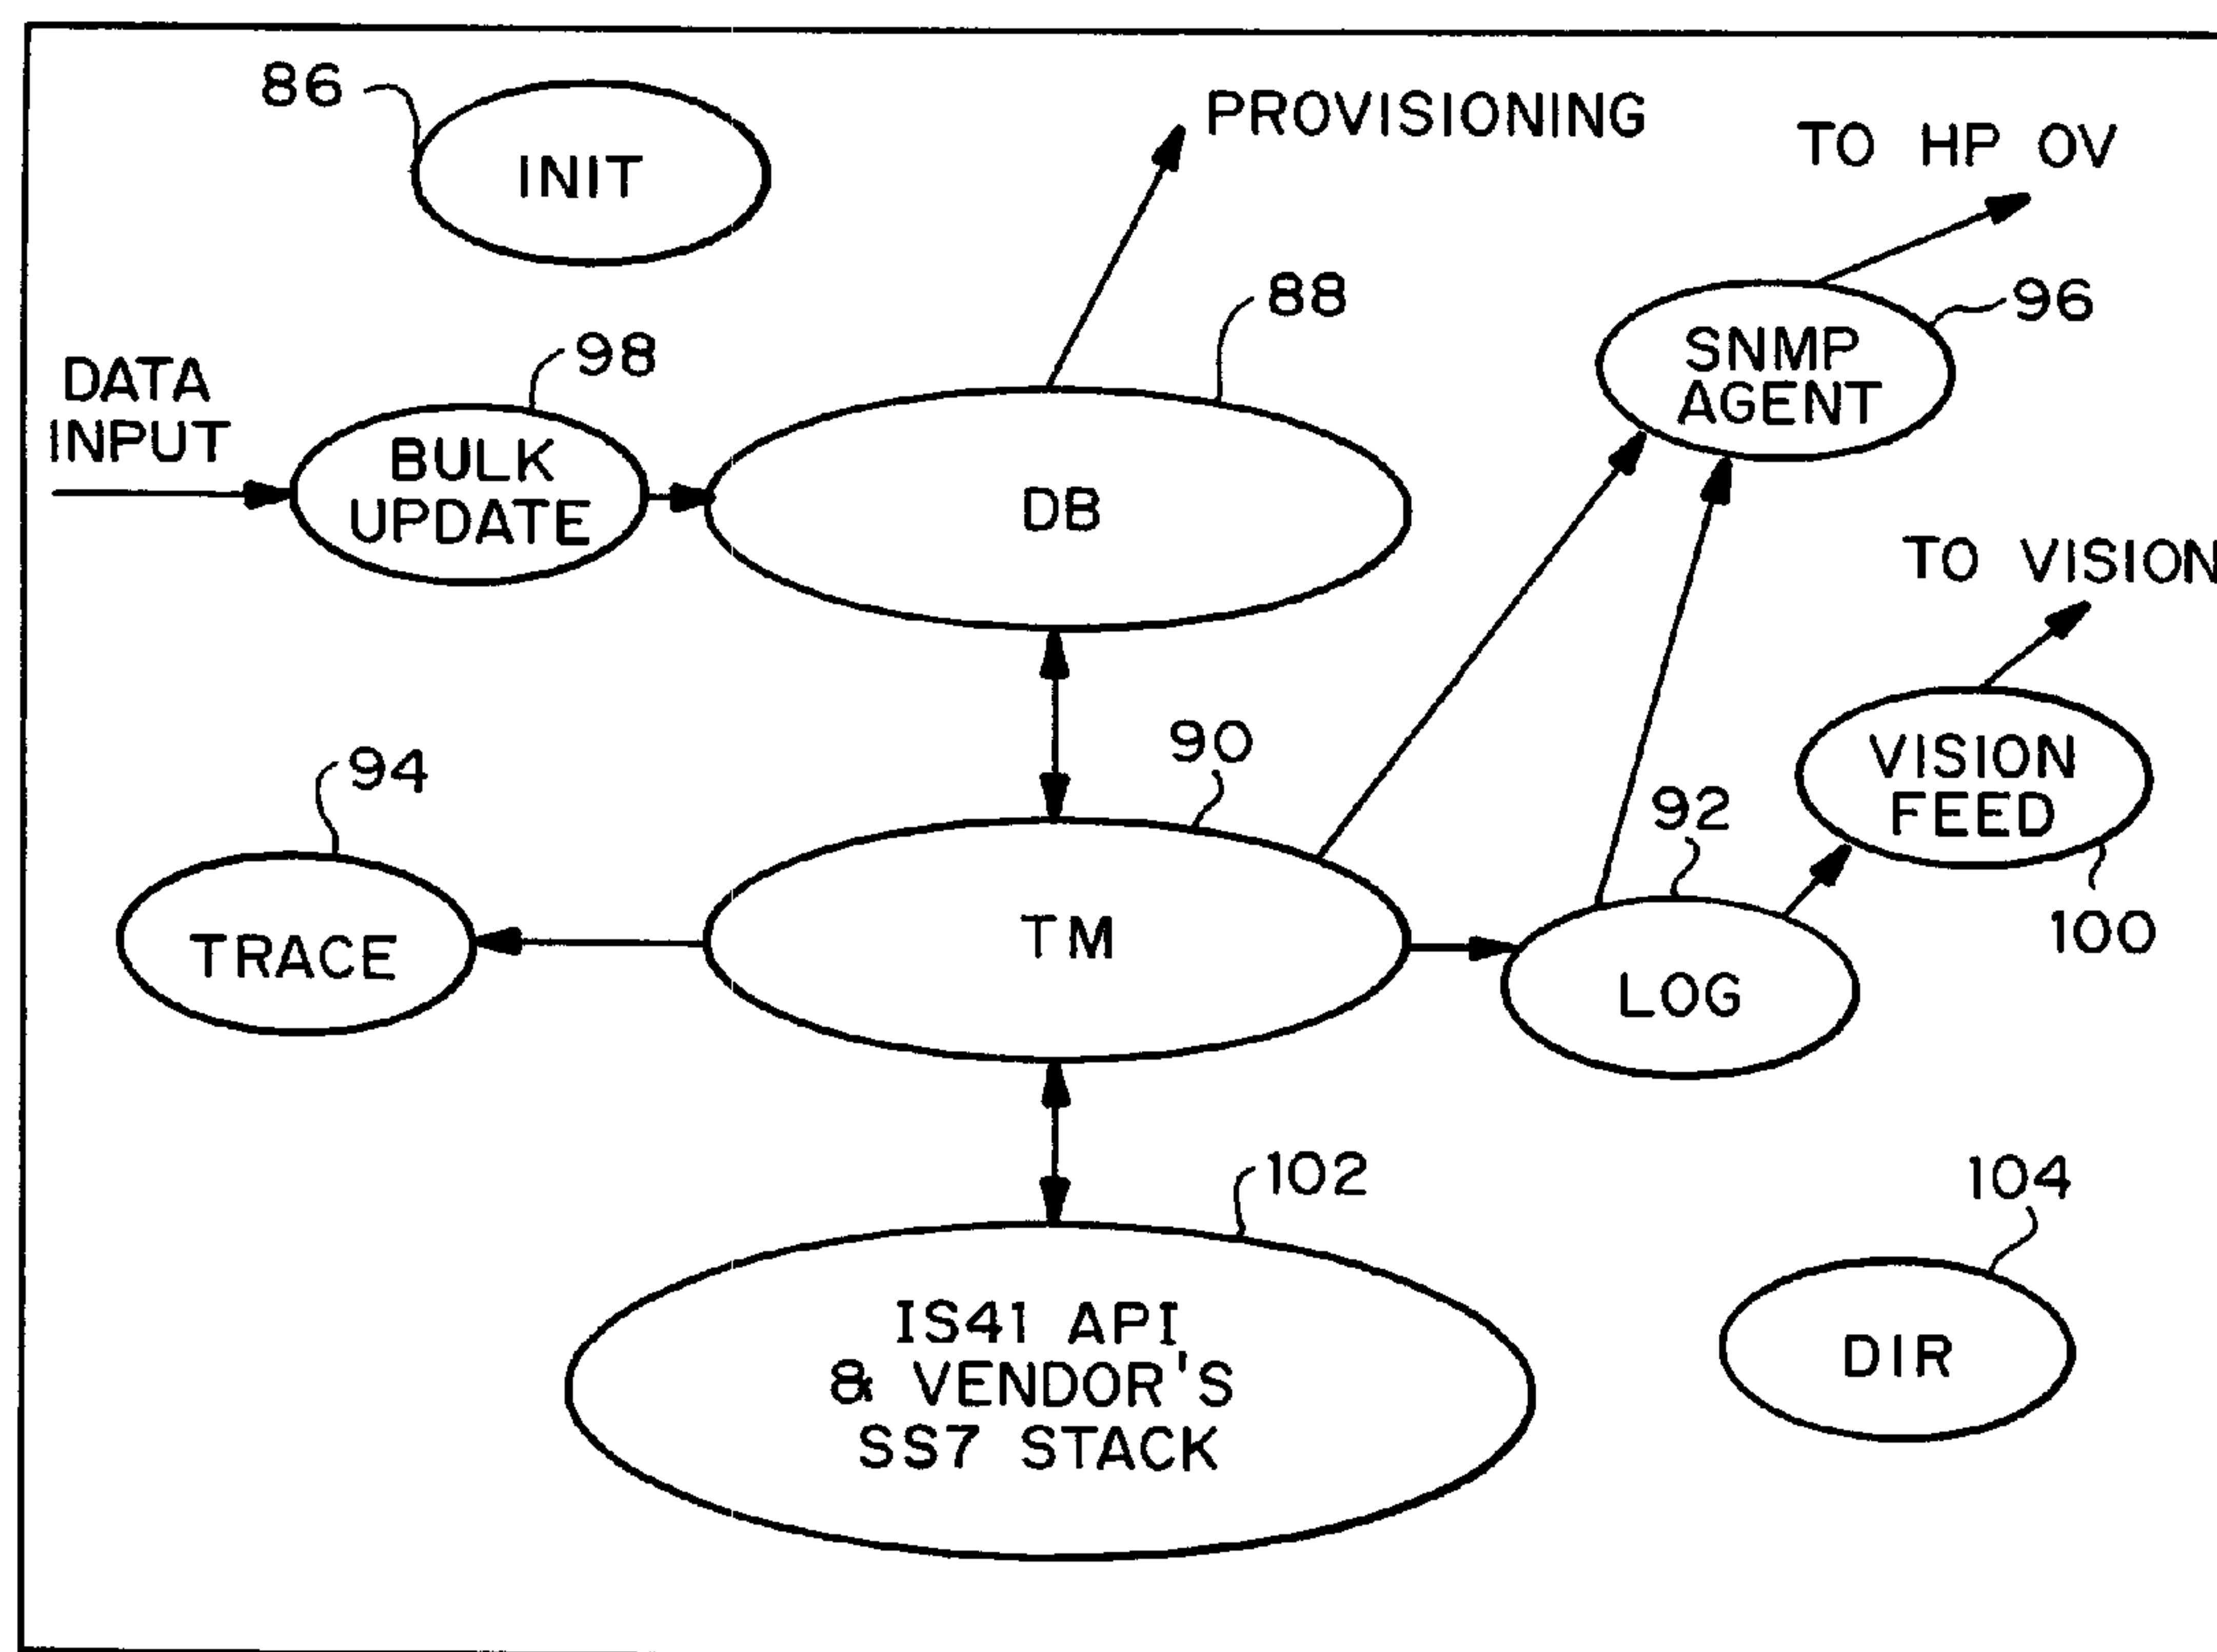 86
INIT
PROVISIONING
TO HP OV
88
96
SNMP
AGENT
98
DATA
INPUT
BULK
UPDATE
DB
TO VISION
94
90
92
VISION
FEED
100
TRACE
TM
LOG
102
104
IS41 API
& VENDOR'S
SS7 STACK
DIR